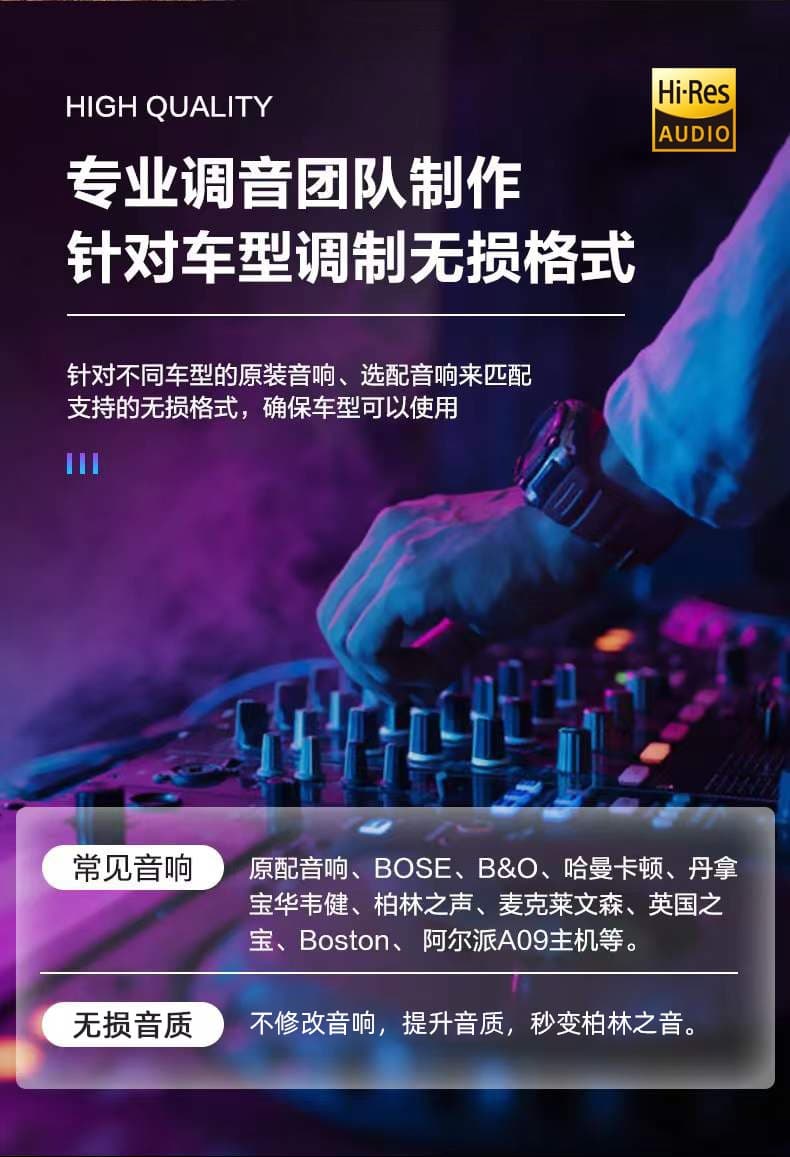 HIGH QUALITY
Hi-Res
AUDIO
专业调音团队制作
针对车型调制无损格式
针对不同车型的原装音响、选配音响来匹配
支持的无损格式，确保车型可以使用
常见音响
原配音响、BOSE、B&O、哈曼卡顿、丹拿
宝华韦健、柏林之声、麦克莱文森、英国之
宝、Boston、 阿尔派A09主机等。
无损音质
不修改音响，提升音质，秒变柏林之音。